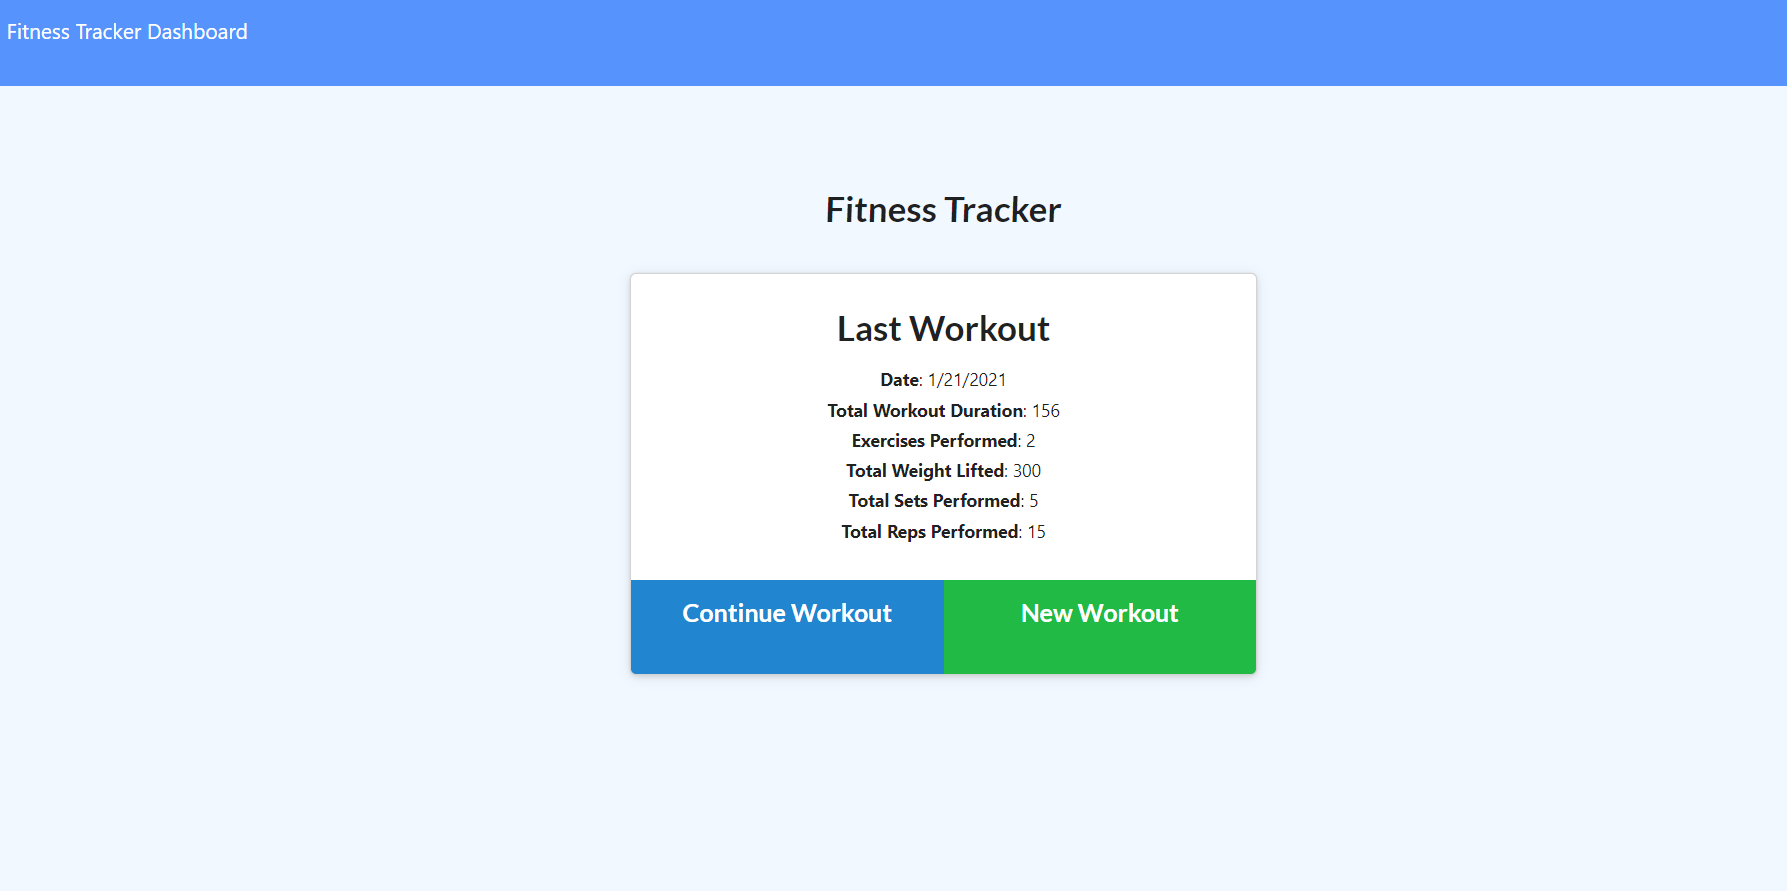 Fitness Tracker Dashboard
Fitness Tracker
Last Workout
Date: 1/21/2021
Total Workout Duration: 156
Exercises Performed: 2
Total Weight Lifted: 300
Total Sets Performed: 5
Total Reps Performed: 15
Continue Workout
New Workout